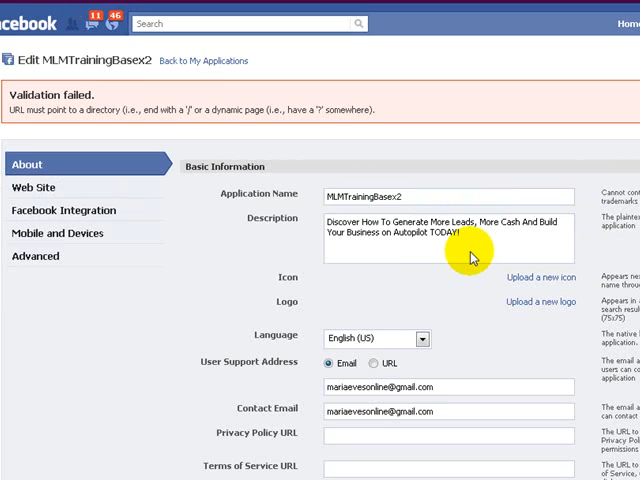 acebook
11
46
Search
Home
Edit MLMTrainingBasex2
Back to My Applications
Validation failed.
URL must point to a directory (i.e., end with a '/' or a dynamic page (i.e., have a '?' somewhere).
About
Web Site
Facebook Integration
Mobile and Devices
Advanced
Basic Information
Application Name
MLMTrainingBasex2
Cannot cont
trademarks
Description
Discover How To Generate More Leads, More Cash And Build
Your Business on Autopilot TODAY!
The plaintex
application
Icon
Upload a new icon
Appears nex
name throug
Logo
Upload a new logo
Appears in a
search resul
(75x75)
Language
English (US)
The native l
application.
User Support Address
Email
URL
mariaevesonline@gmail.com
The email a
users can co
application
Contact Email
mariaevesonline@gmail.com
The email a
can contact
Privacy Policy URL
The URL to
Privacy Poli
permissions
Terms of Service URL
The URL to